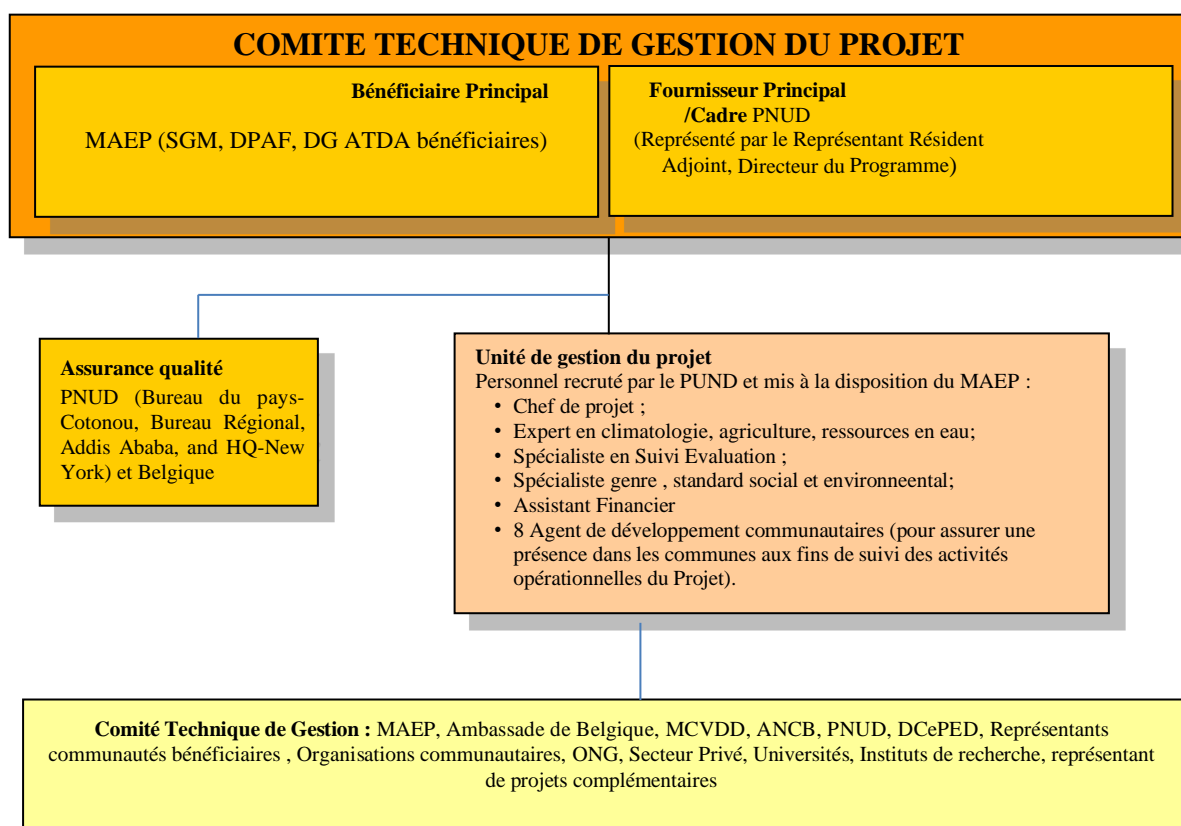 COMITE TECHNIQUE DE GESTION DU PROJET
Bénéficiaire Principal
MAEP (SGM, DPAF, DG ATDA bénéficiaires)
Fournisseur Principal
/Cadre PNUD
(Représenté par le Représentant Résident
Adjoint, Directeur du Programme)
Assurance qualité
PNUD (Bureau du pays-
Cotonou, Bureau Régional,
Addis Ababa, and HQ-New
York) et Belgique
Unité de gestion du projet
Personnel recruté par le PUND et mis à la disposition du MAEP :
• Chef de projet ;
• Expert en climatologie, agriculture, ressources en eau;
• Spécialiste en Suivi Evaluation ;
• Spécialiste genre , standard social et environneental;
• Assistant Financier
• 8 Agent de développement communautaires (pour assurer une
présence dans les communes aux fins de suivi des activités
opérationnelles du Projet).
Comité Technique de Gestion : MAEP, Ambassade de Belgique, MCVDD, ANCB, PNUD, DCePED, Représentants
communautés bénéficiaires , Organisations communautaires, ONG, Secteur Privé, Universités, Instituts de recherche, représentant
de projets complémentaires